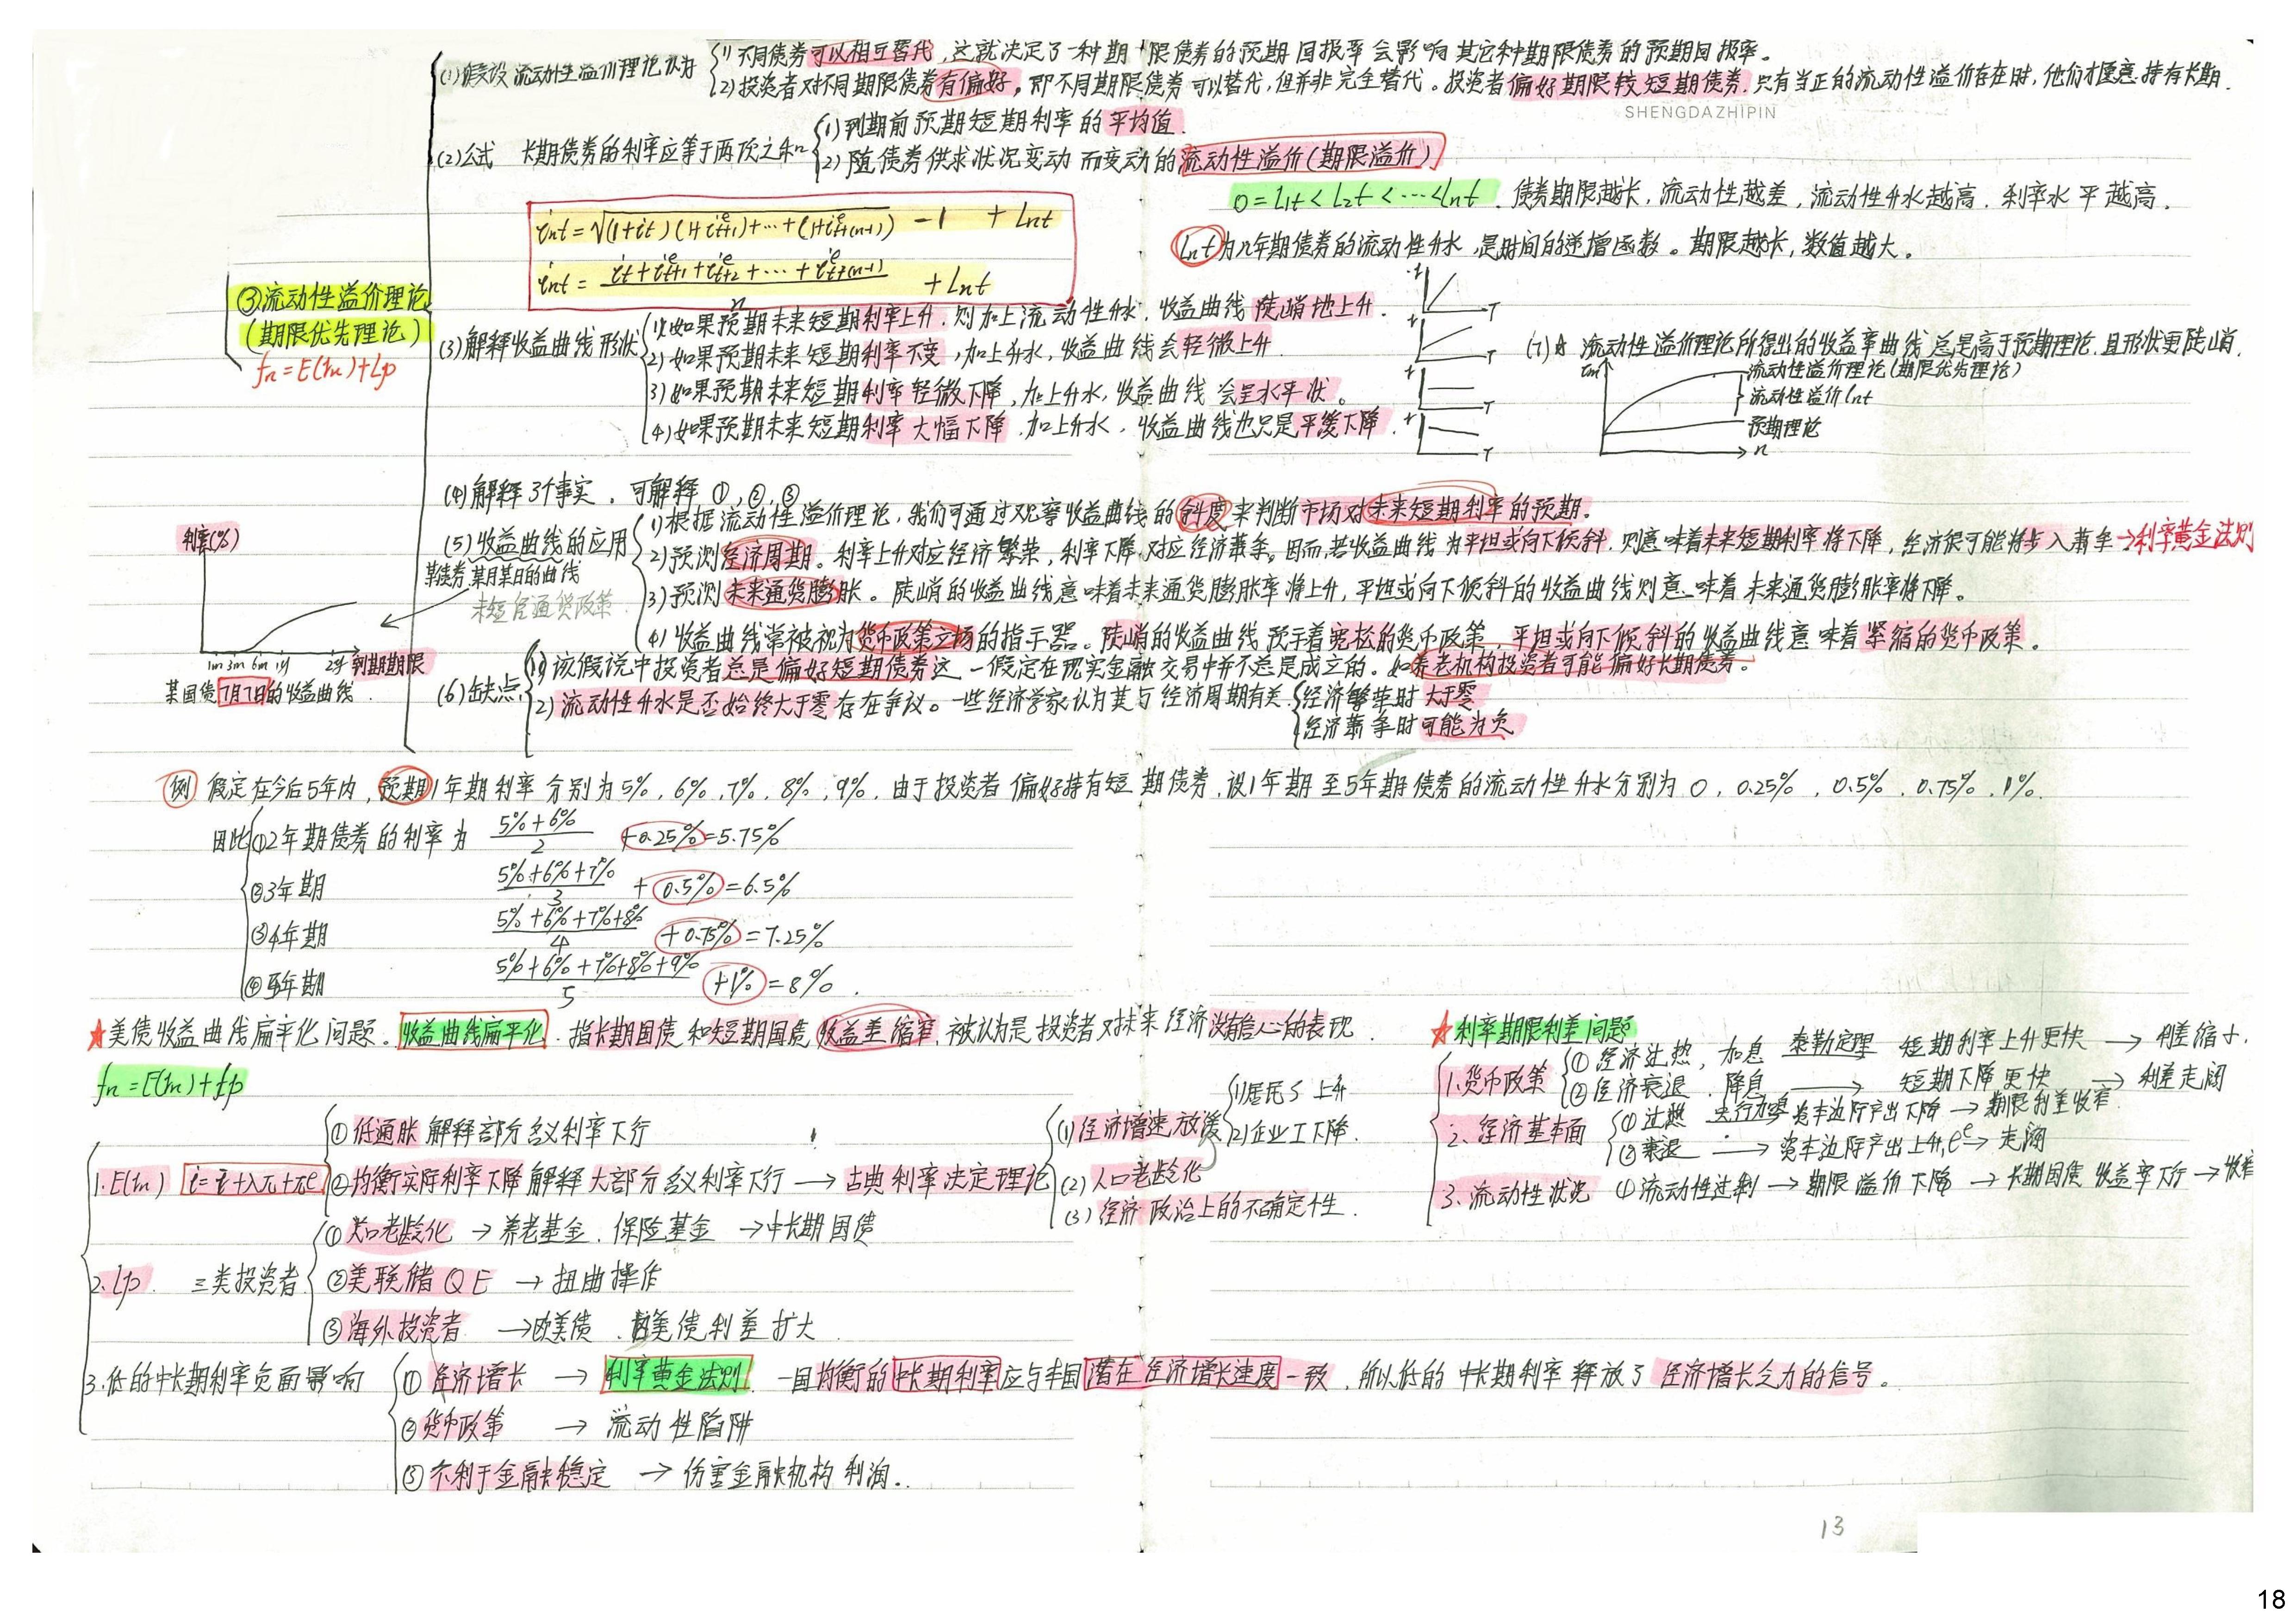 (1)假设 流动性溢价理论认为
1)不同债券可以相互替代，这就决定了一种期限债券的预期回报率会影响其它种期限债券的预期回报率。
2)投资者对不同期限债券有偏好，即不同期限债券可以替代，但并非完全替代。投资者偏好期限较短期债券，只有当正的流动性溢价存在时，他们才愿意持有长期.
SHENGDAZHIPIN
(2)公式 长期债券的利率应等于两项之和
1)到期前预期短期利率的平均值.
2)随债券供求状况变动而变动的流动性溢价(期限溢价)
0=l1t<l2t<…<lnt. 债券期限越长，流动性越差，流动性升水越高，利率水平越高.
int=√(1+it)(1+i^e t+1)+…+(1+i^e t+(n-1)) -1 + Lnt
lnt为n年期债券的流动性升水 是时间的递增函数。期限越长，数值越大。
int= it+i^e t+1+i^e t+2+…+i^e t+(n-1) / n + Lnt
③流动性溢价理论
(期限优先理论)
fn=E(rn)+Lp
(3)解释收益曲线形状
1)如果预期未来短期利率上升，则加上流动性升水，收益曲线 陡峭地上升.
2)如果预期未来短期利率不变，加上升水，收益曲线会轻微上升.
3)如果预期未来短期利率轻微下降，加上升水，收益曲线 会呈水平状。
4)如果预期未来短期利率 大幅下降，加上升水，收益曲线也只是平缓下降.
(7) 流动性溢价理论所得出的收益率曲线 总是高于预期理论，且形状更陡峭.
流动性溢价理论(期限优先理论)
流动性溢价lnt
预期理论
n
(4)解释3个事实，可解释①，②，③
(5)收益曲线的应用
某债券某月某日的曲线
1)根据流动性溢价理论，我们可通过观察收益曲线的斜度来判断市场对未来短期利率的预期。
2)预测经济周期。利率上升对应经济繁荣，利率下降对应经济萧条。因而，若收益曲线为平坦或向下倾斜，则意味着未来短期利率将下降，经济很可能将步入萧条→利率黄金法则
3)预测未来通货膨胀。陡峭的收益曲线意味着未来通货膨胀率将上升，平坦或向下倾斜的收益曲线则意味着未来通货膨胀率将下降。
4)收益曲线常被视为货币政策立场的指示器。陡峭的收益曲线预示着宽松的货币政策，平坦或向下倾斜的收益曲线意味着紧缩的货币政策。
利率(%)
1m 3m 6m 1y 2y 到期期限
某国债7月7日的收益曲线.
(6)缺点
1)该假说中投资者总是偏好短期债券这一假定在现实金融交易中并不总是成立的。如养老机构投资者可能偏好长期债券。
2)流动性升水是否始终大于零存在争议。一些经济学家认为其与经济周期有关
经济繁荣时 大于零
经济萧条时 可能为负
例 假定在今后5年内，预期1年期利率分别为5%，6%，7%，8%，9%，由于投资者偏好持有短期债券，设1年期至5年期债券的流动性升水分别为0，0.25%，0.5%，0.75%，1%.
因此①2年期债券的利率为 5%+6% / 2 +0.25%=5.75%
②3年期 5%+6%+7% / 3 +0.5%=6.5%
③4年期 5%+6%+7%+8% / 4 +0.75%=7.25%
④5年期 5%+6%+7%+8%+9% / 5 +1%=8%.
★美债收益曲线扁平化问题。收益曲线扁平化，指长期国债和短期国债收益差缩窄，被认为是投资者对未来经济没有信心的表现.
fn=E(rn)+Lp
1.E(rn) ①低通胀 解释部分名义利率下行
②均衡实际利率下降 解释大部分名义利率下行→古典利率决定理论
(1)经济增速放缓
1)居民S上升
2)企业I下降.
(2)人口老龄化
(3)经济政治上的不确定性.
2.Lp. 三类投资者
①人口老龄化→养老基金、保险基金→中长期国债
②美联储QE→扭曲操作
③海外投资者→欧美债、日美债利差扩大.
3.低的中长期利率负面影响
①经济增长→利率黄金法则. 一国均衡的中长期利率应与本国潜在经济增长速度一致，所以低的中长期利率释放了经济增长乏力的信号。
②货币政策→流动性陷阱
③不利于金融稳定→伤害金融机构利润.
★利率期限利差问题
1.货币政策
①经济过热，加息 泰勒定理 短期利率上升更快→利差缩小.
②经济衰退，降息→短期下降更快→利差走阔
2.经济基本面
①过热 资本边际产出下降→期限利差收窄.
②衰退→资本边际产出上升→走阔
3.流动性状况 ①流动性过剩→期限溢价下降→长期国债收益率下行→收窄
13
18